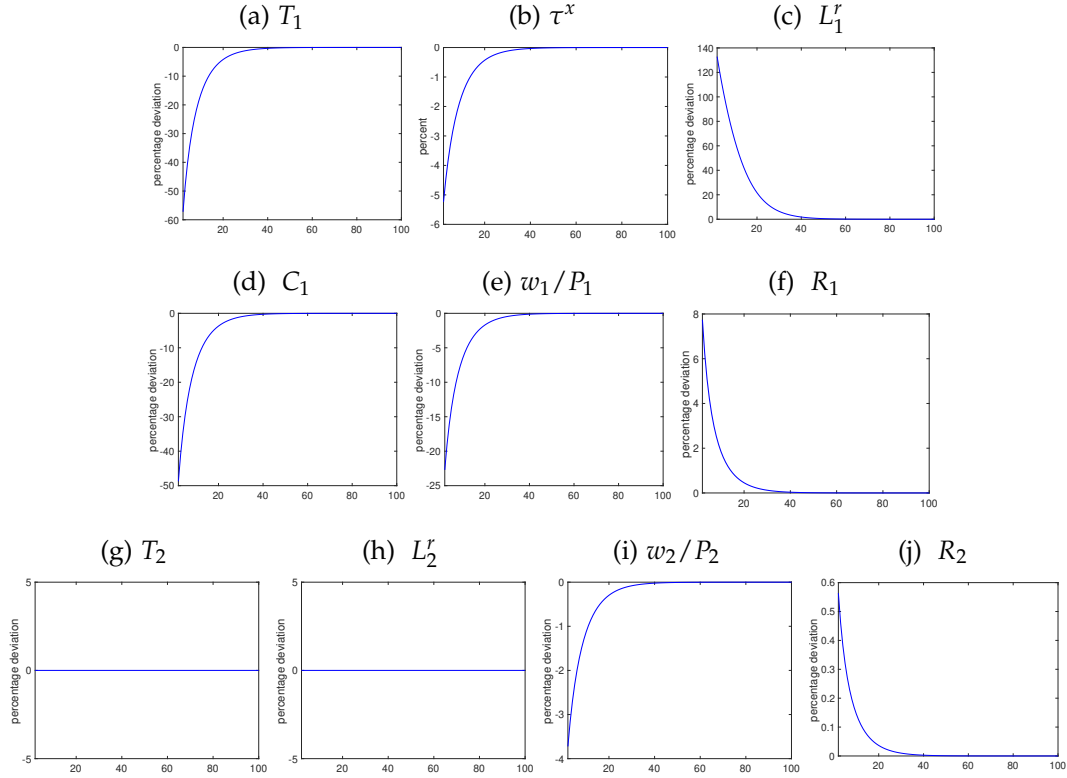 (a) T₁
(b) τˣ
(c) L₁ʳ
percentage deviation
0
-10
-20
-30
-40
-50
-60
20 40 60 80 100
percent
0
-1
-2
-3
-4
-5
-6
20 40 60 80 100
percentage deviation
140
120
100
80
60
40
20
0
20 40 60 80 100
(d) C₁
(e) w₁/P₁
(f) R₁
percentage deviation
0
-10
-20
-30
-40
-50
20 40 60 80 100
percentage deviation
0
-5
-10
-15
-20
-25
20 40 60 80 100
percentage deviation
8
6
4
2
0
20 40 60 80 100
(g) T₂
(h) L₂ʳ
(i) w₂/P₂
(j) R₂
percentage deviation
5
0
-5
20 40 60 80 100
percentage deviation
5
0
-5
20 40 60 80 100
percentage deviation
0
-1
-2
-3
-4
20 40 60 80 100
percentage deviation
0.6
0.5
0.4
0.3
0.2
0.1
0
20 40 60 80 100